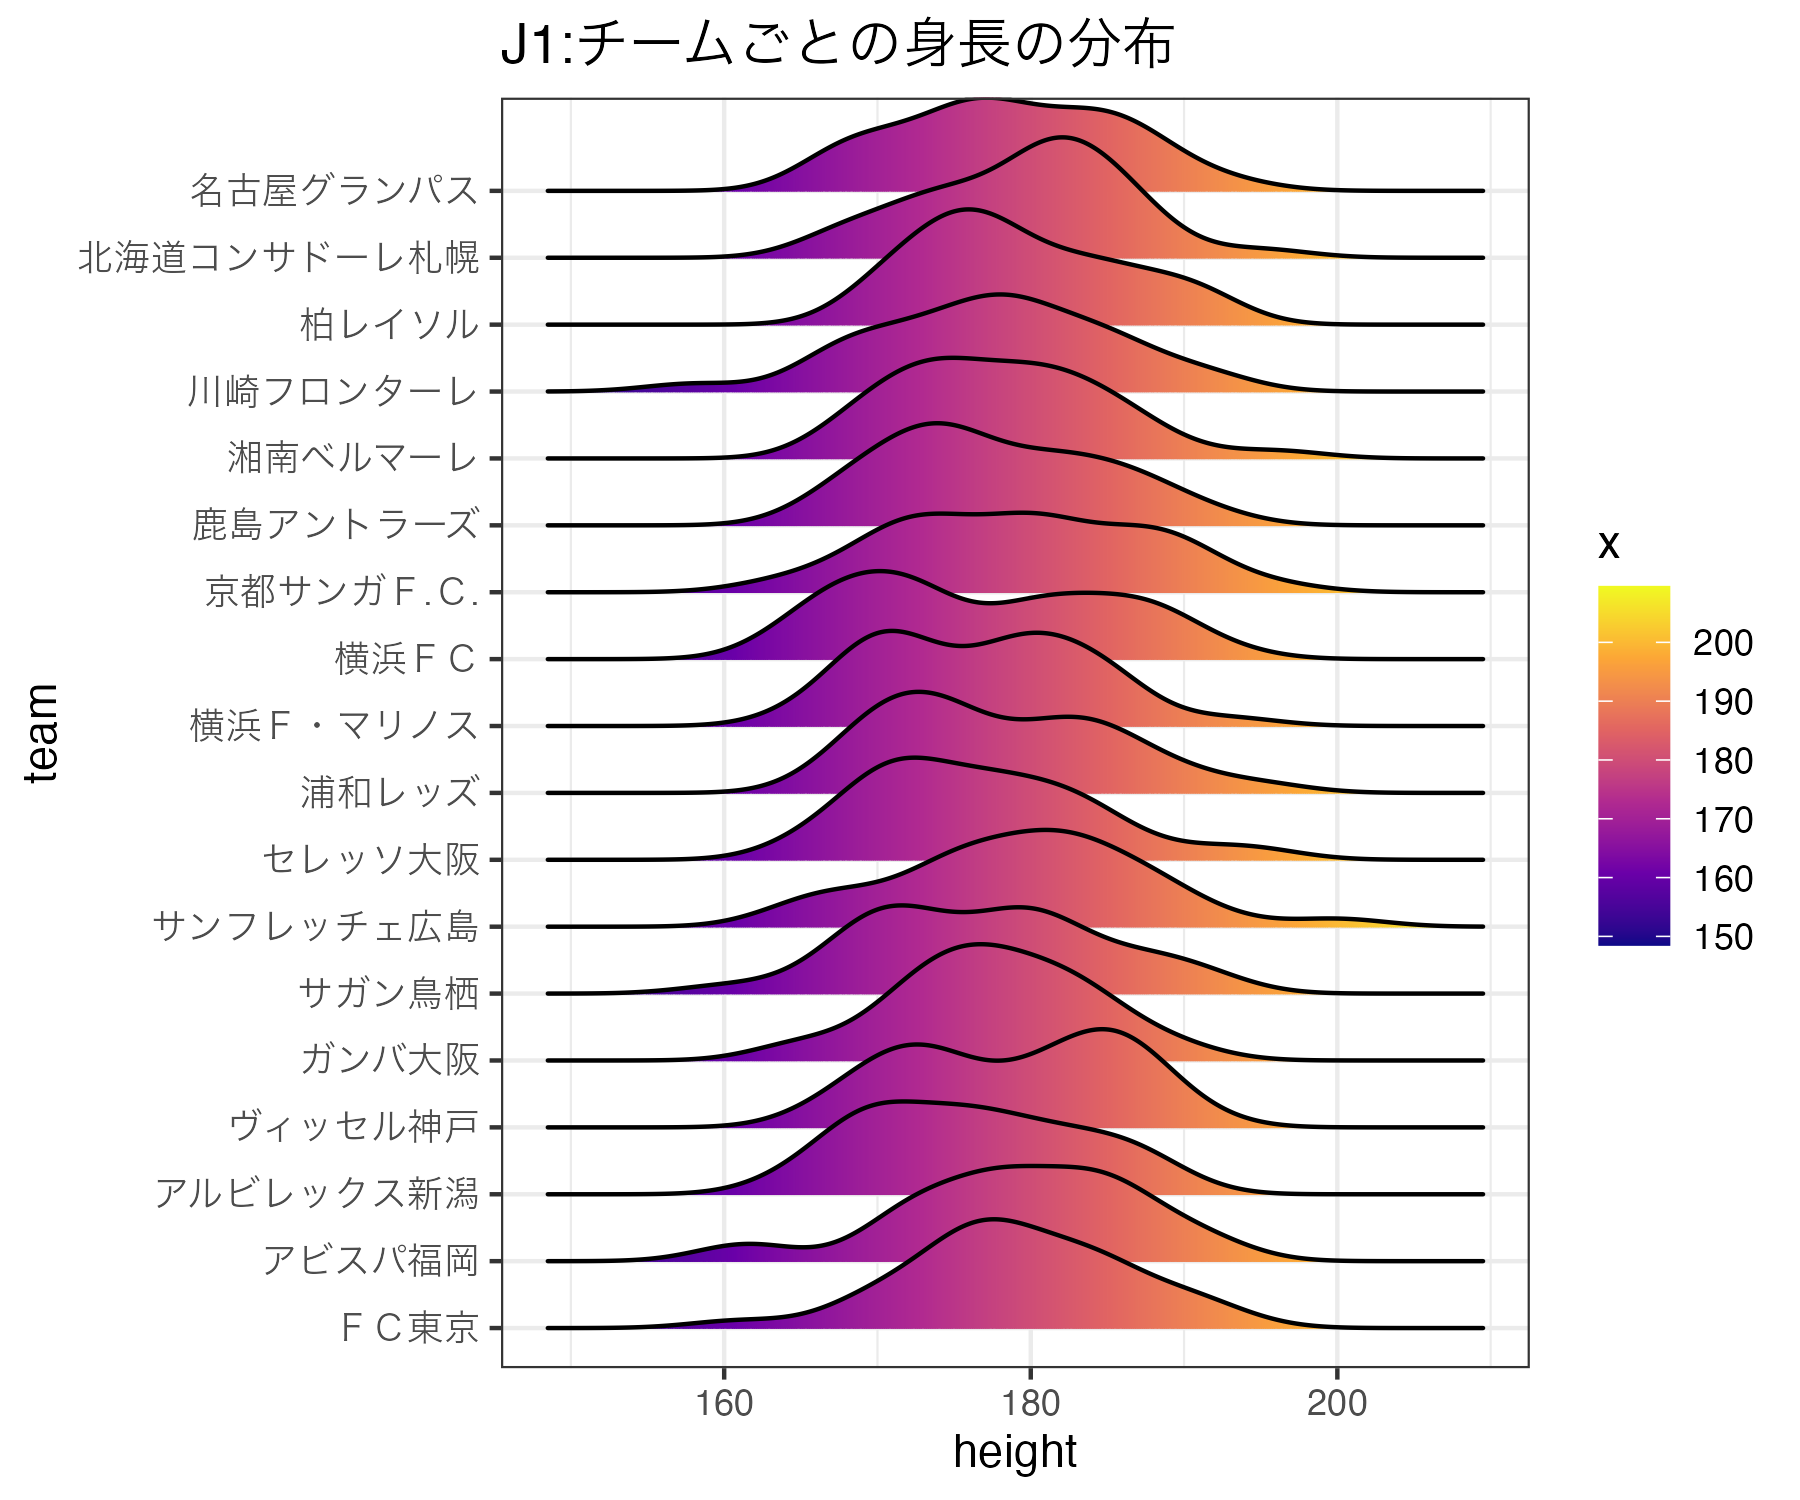 J1:チームごとの身長の分布
team
名古屋グランパス
北海道コンサドーレ札幌
柏レイソル
川崎フロンターレ
湘南ベルマーレ
鹿島アントラーズ
京都サンガＦ.Ｃ.
横浜ＦＣ
横浜Ｆ・マリノス
浦和レッズ
セレッソ大阪
サンフレッチェ広島
サガン鳥栖
ガンバ大阪
ヴィッセル神戸
アルビレックス新潟
アビスパ福岡
ＦＣ東京
160 180 200
height
x
200
190
180
170
160
150